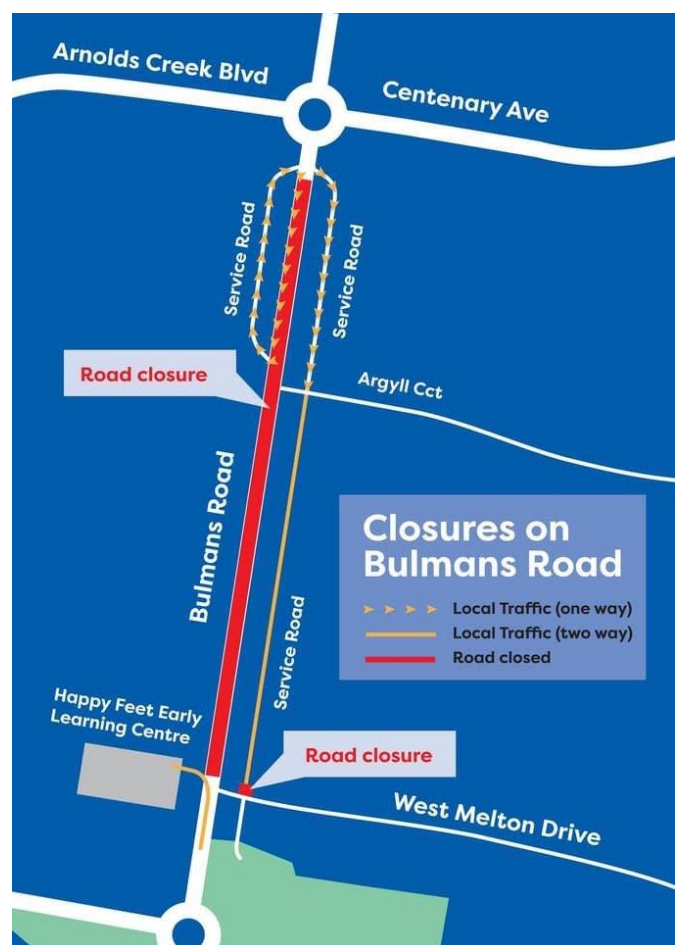 Arnolds Creek Blvd
Centenary Ave
Service Road
Service Road
Road closure
Argyll Cct
Bulmans Road
Closures on
Bulmans Road
Local Traffic (one way)
Local Traffic (two way)
Road closed
Service Road
Happy Feet Early
Learning Centre
Road closure
West Melton Drive